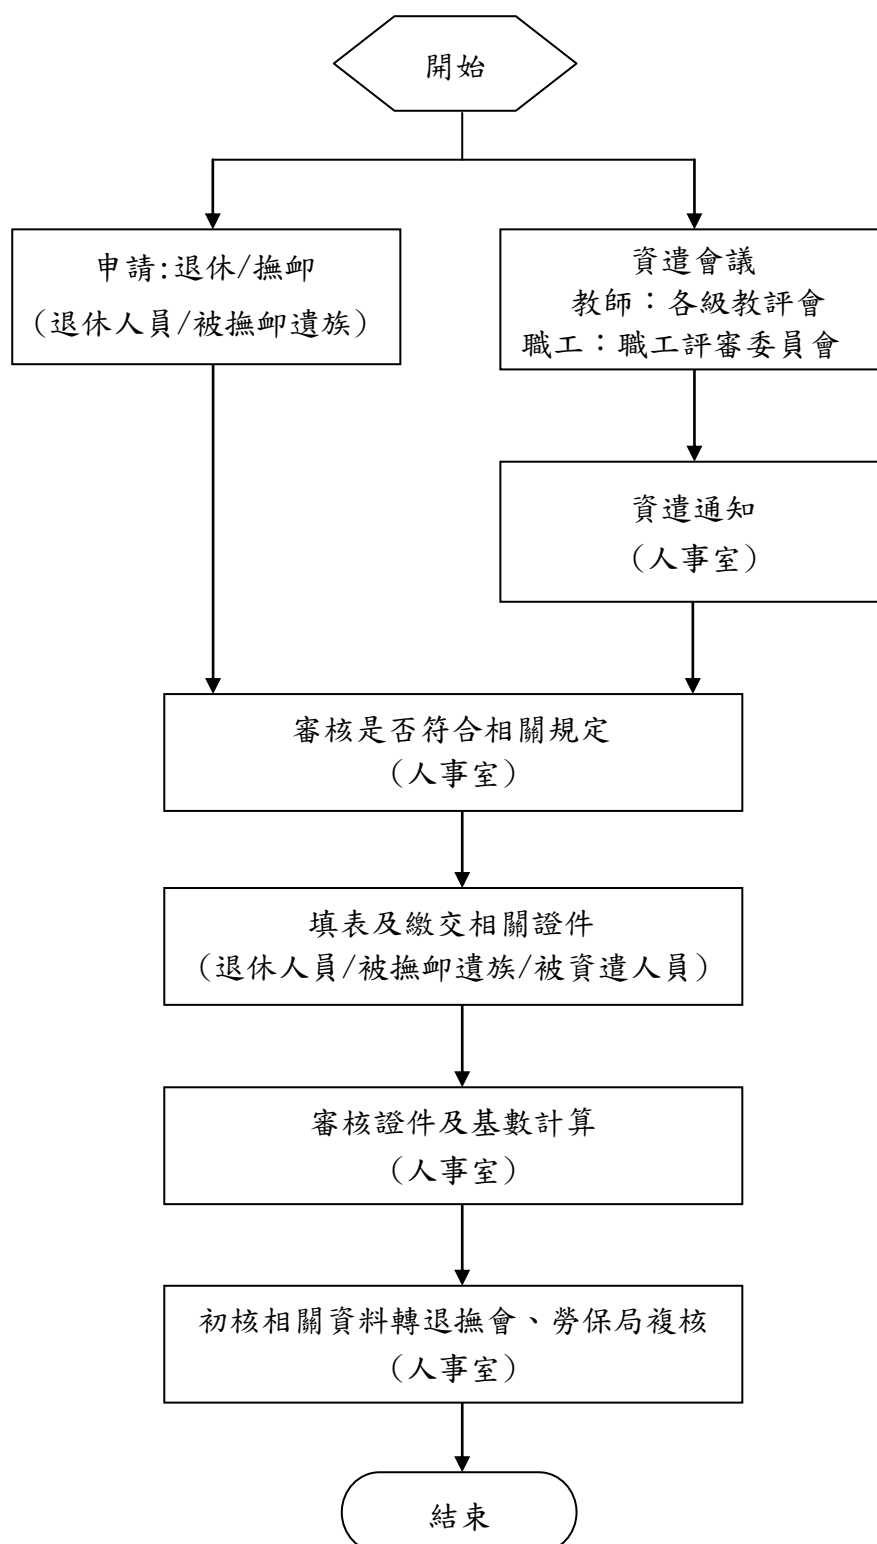 開始
申請:退休/撫卹
(退休人員/被撫卹遺族)
資遣會議
教師：各級教評會
職工：職工評審委員會
資遣通知
(人事室)
審核是否符合相關規定
(人事室)
填表及繳交相關證件
(退休人員/被撫卹遺族/被資遣人員)
審核證件及基數計算
(人事室)
初核相關資料轉退撫會、勞保局複核
(人事室)
結束